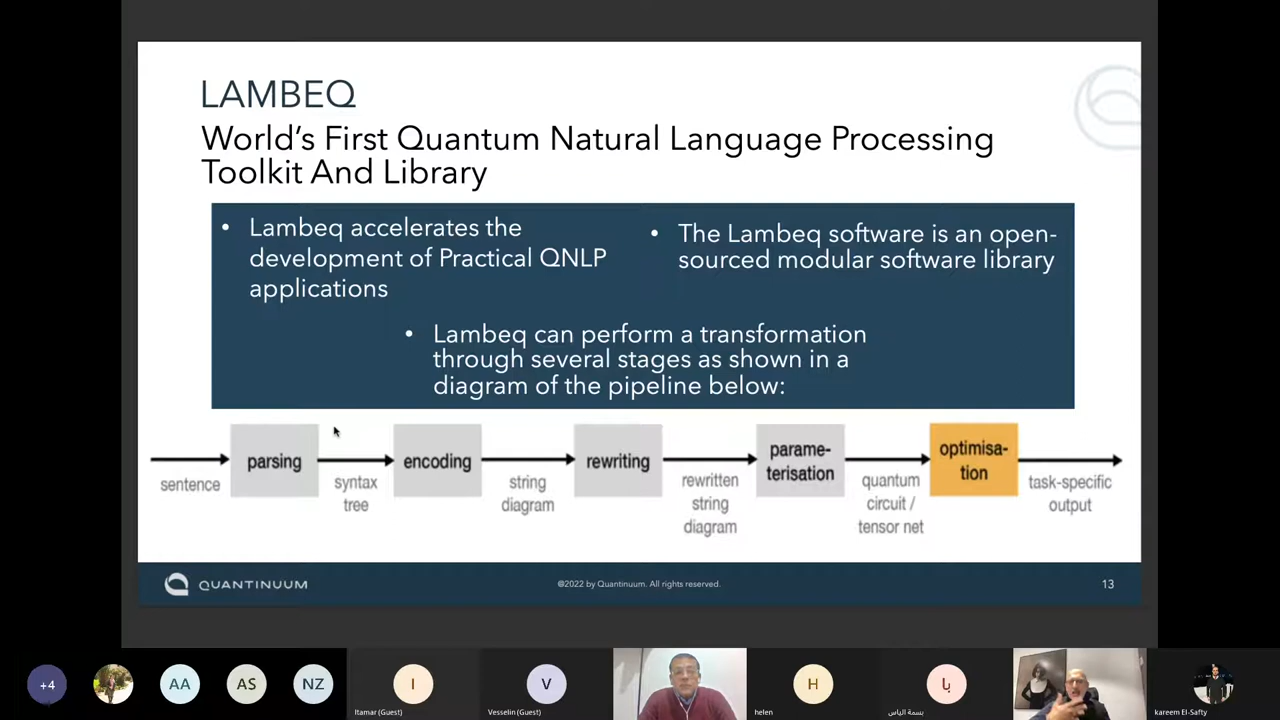 LAMBEQ
World's First Quantum Natural Language Processing
Toolkit And Library
• Lambeq accelerates the
development of Practical QNLP
applications
• The Lambeq software is an open-
sourced modular software library
• Lambeq can perform a transformation
through several stages as shown in a
diagram of the pipeline below:
sentence
parsing
syntax
tree
encoding
string
diagram
rewriting
rewritten
string
diagram
parame-
terisation
quantum
circuit /
tensor net
optimisa-
tion
task-specific
output
QUANTINUUM
©2022 by Quantinuum. All rights reserved.
13
+4
AA
AS
NZ
I
Itamar (Guest)
V
Vesselin (Guest)
H
helen
با
بسمة الياس
kareem El-Safty